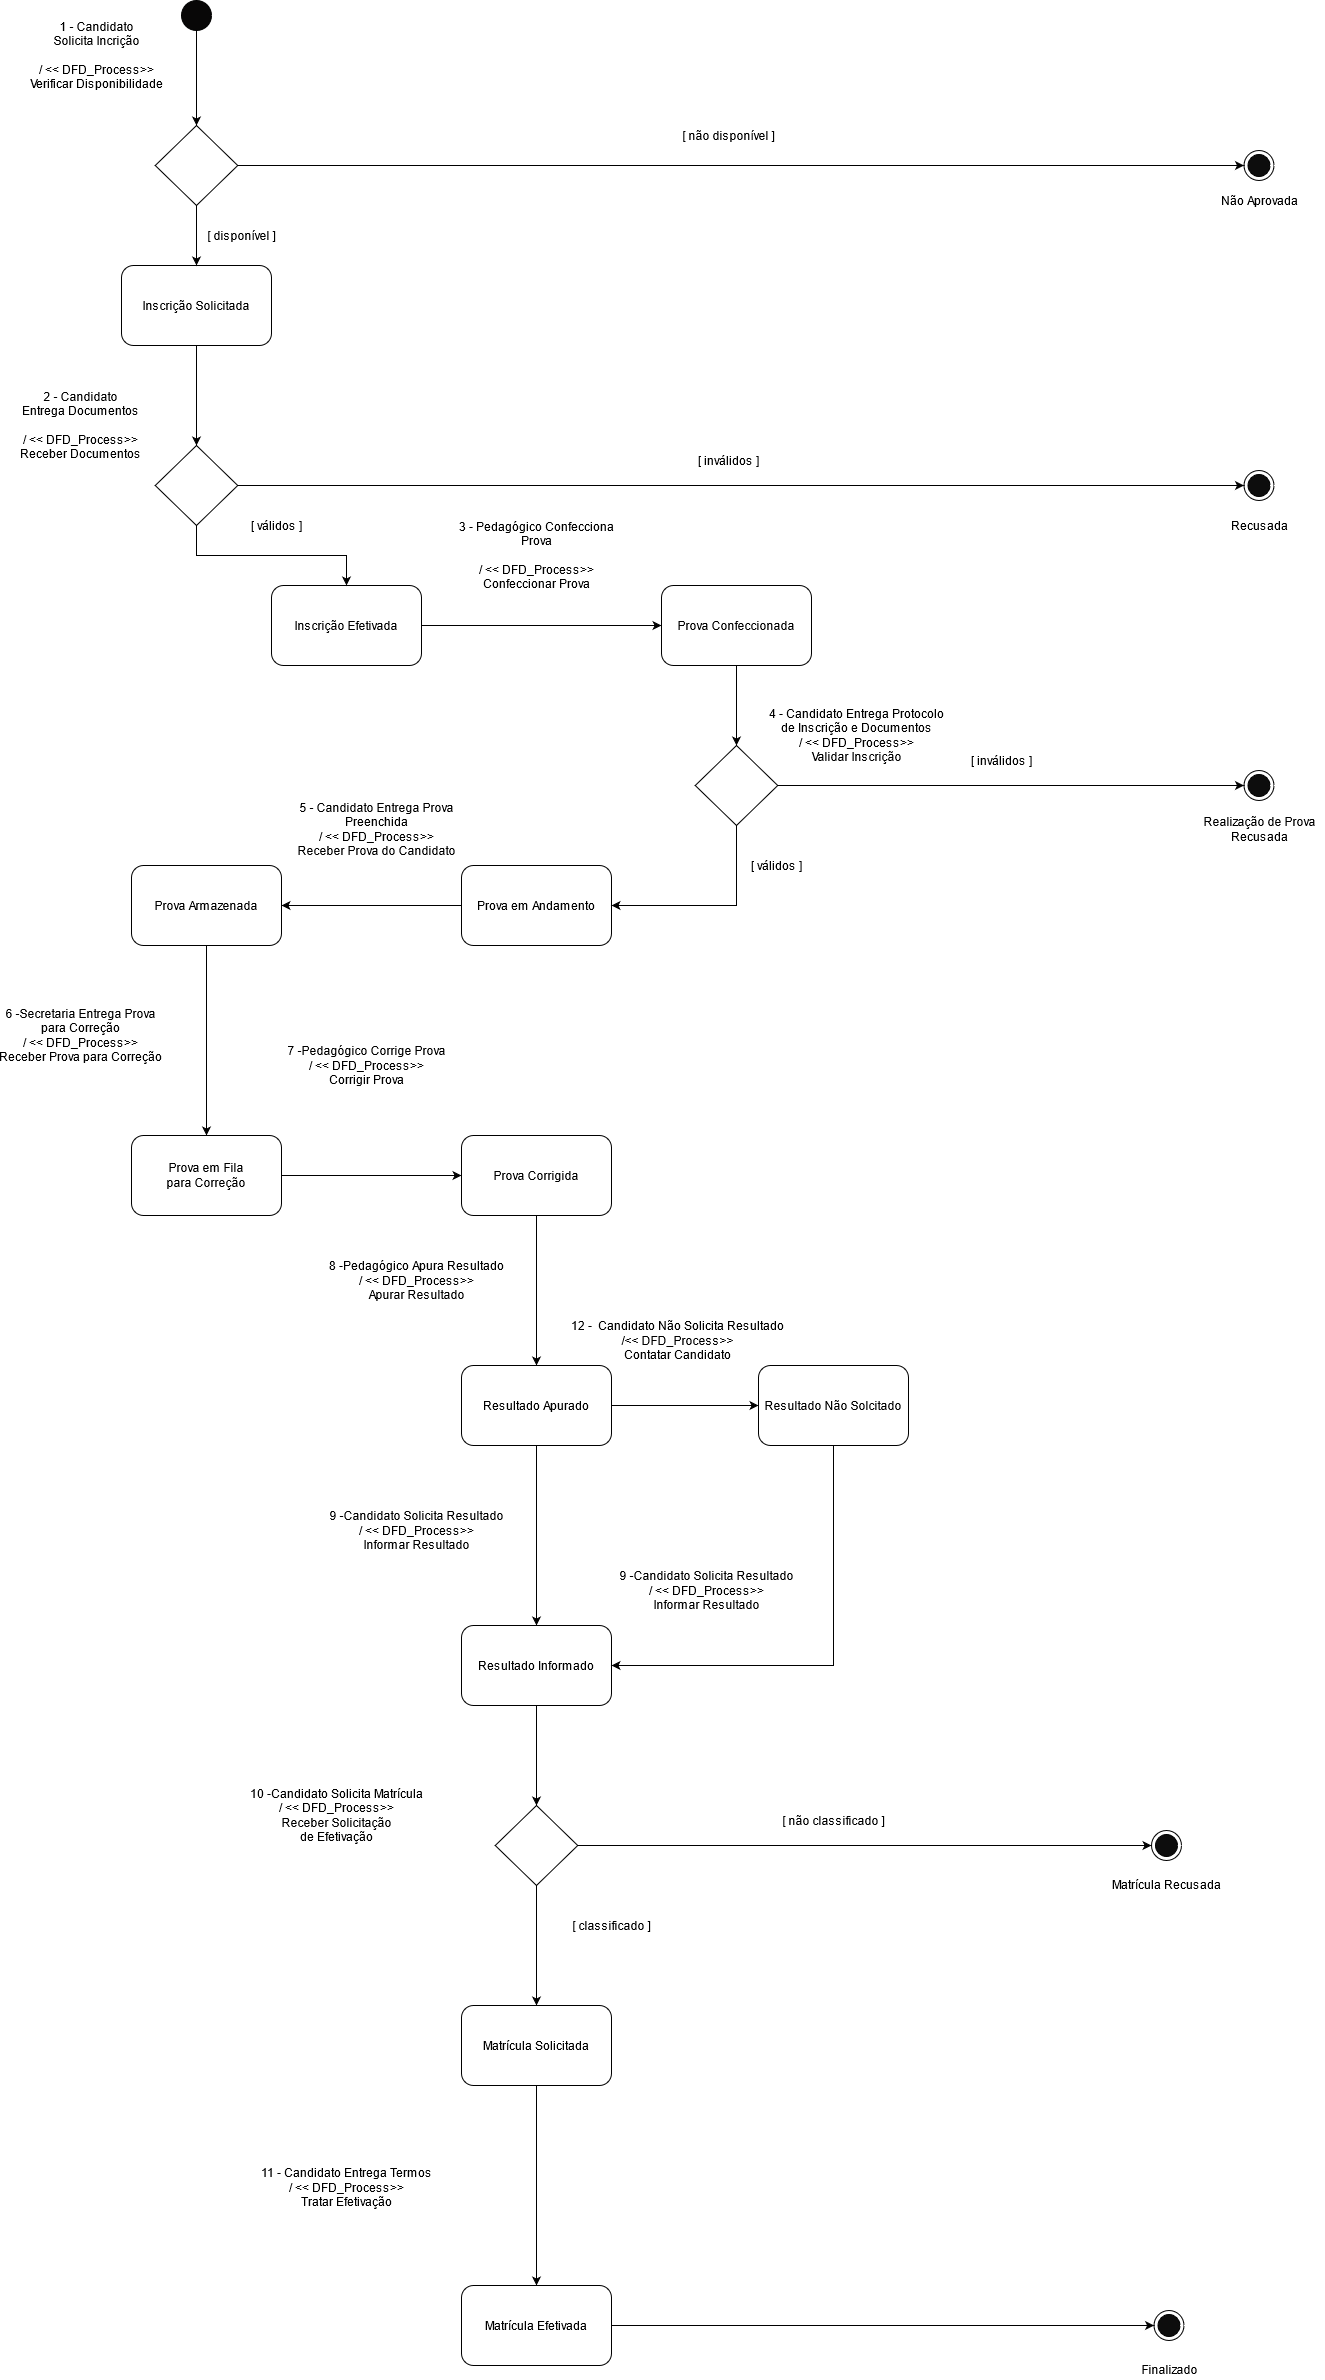 1 - Candidato
Solicita Incrição
/ << DFD_Process>>
Verificar Disponibilidade
[ não disponível ]
Não Aprovada
[ disponível ]
Inscrição Solicitada
2 - Candidato
Entrega Documentos
/ << DFD_Process>>
Receber Documentos
[ inválidos ]
Recusada
[ válidos ]
3 - Pedagógico Confecciona
Prova
/ << DFD_Process>>
Confeccionar Prova
Inscrição Efetivada
Prova Confeccionada
4 - Candidato Entrega Protocolo
de Inscrição e Documentos
/ << DFD_Process>>
Validar Inscrição
[ inválidos ]
Realização de Prova
Recusada
5 - Candidato Entrega Prova
Preenchida
/ << DFD_Process>>
Receber Prova do Candidato
[ válidos ]
Prova Armazenada
Prova em Andamento
6 -Secretaria Entrega Prova
para Correção
/ << DFD_Process>>
Receber Prova para Correção
7 -Pedagógico Corrige Prova
/ << DFD_Process>>
Corrigir Prova
Prova em Fila
para Correção
Prova Corrigida
8 -Pedagógico Apura Resultado
/ << DFD_Process>>
Apurar Resultado
12 -  Candidato Não Solicita Resultado
/<< DFD_Process>>
Contatar Candidato
Resultado Apurado
Resultado Não Solcitado
9 -Candidato Solicita Resultado
/ << DFD_Process>>
Informar Resultado
9 -Candidato Solicita Resultado
/ << DFD_Process>>
Informar Resultado
Resultado Informado
10 -Candidato Solicita Matrícula
/ << DFD_Process>>
Receber Solicitação
de Efetivação
[ não classificado ]
Matrícula Recusada
[ classificado ]
Matrícula Solicitada
11 - Candidato Entrega Termos
/ << DFD_Process>>
Tratar Efetivação
Matrícula Efetivada
Finalizado